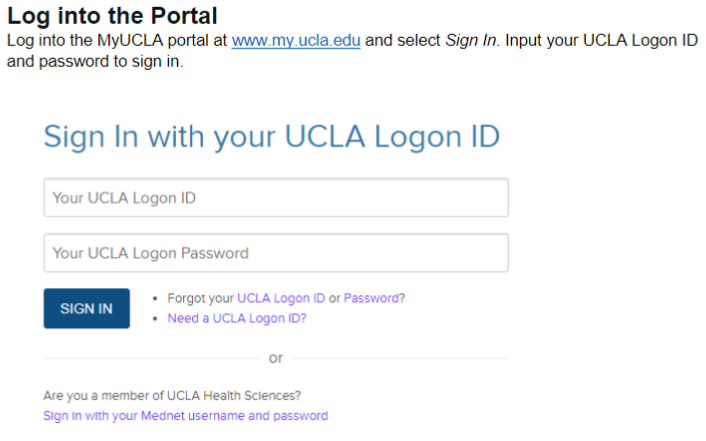 Log into the Portal
Log into the MyUCLA portal at www.my.ucla.edu and select Sign In. Input your UCLA Logon ID
and password to sign in.
Sign In with your UCLA Logon ID
Your UCLA Logon ID
Your UCLA Logon Password
SIGN IN
• Forgot your UCLA Logon ID or Password?
• Need a UCLA Logon ID?
or
Are you a member of UCLA Health Sciences?
Sign in with your Mednet username and password